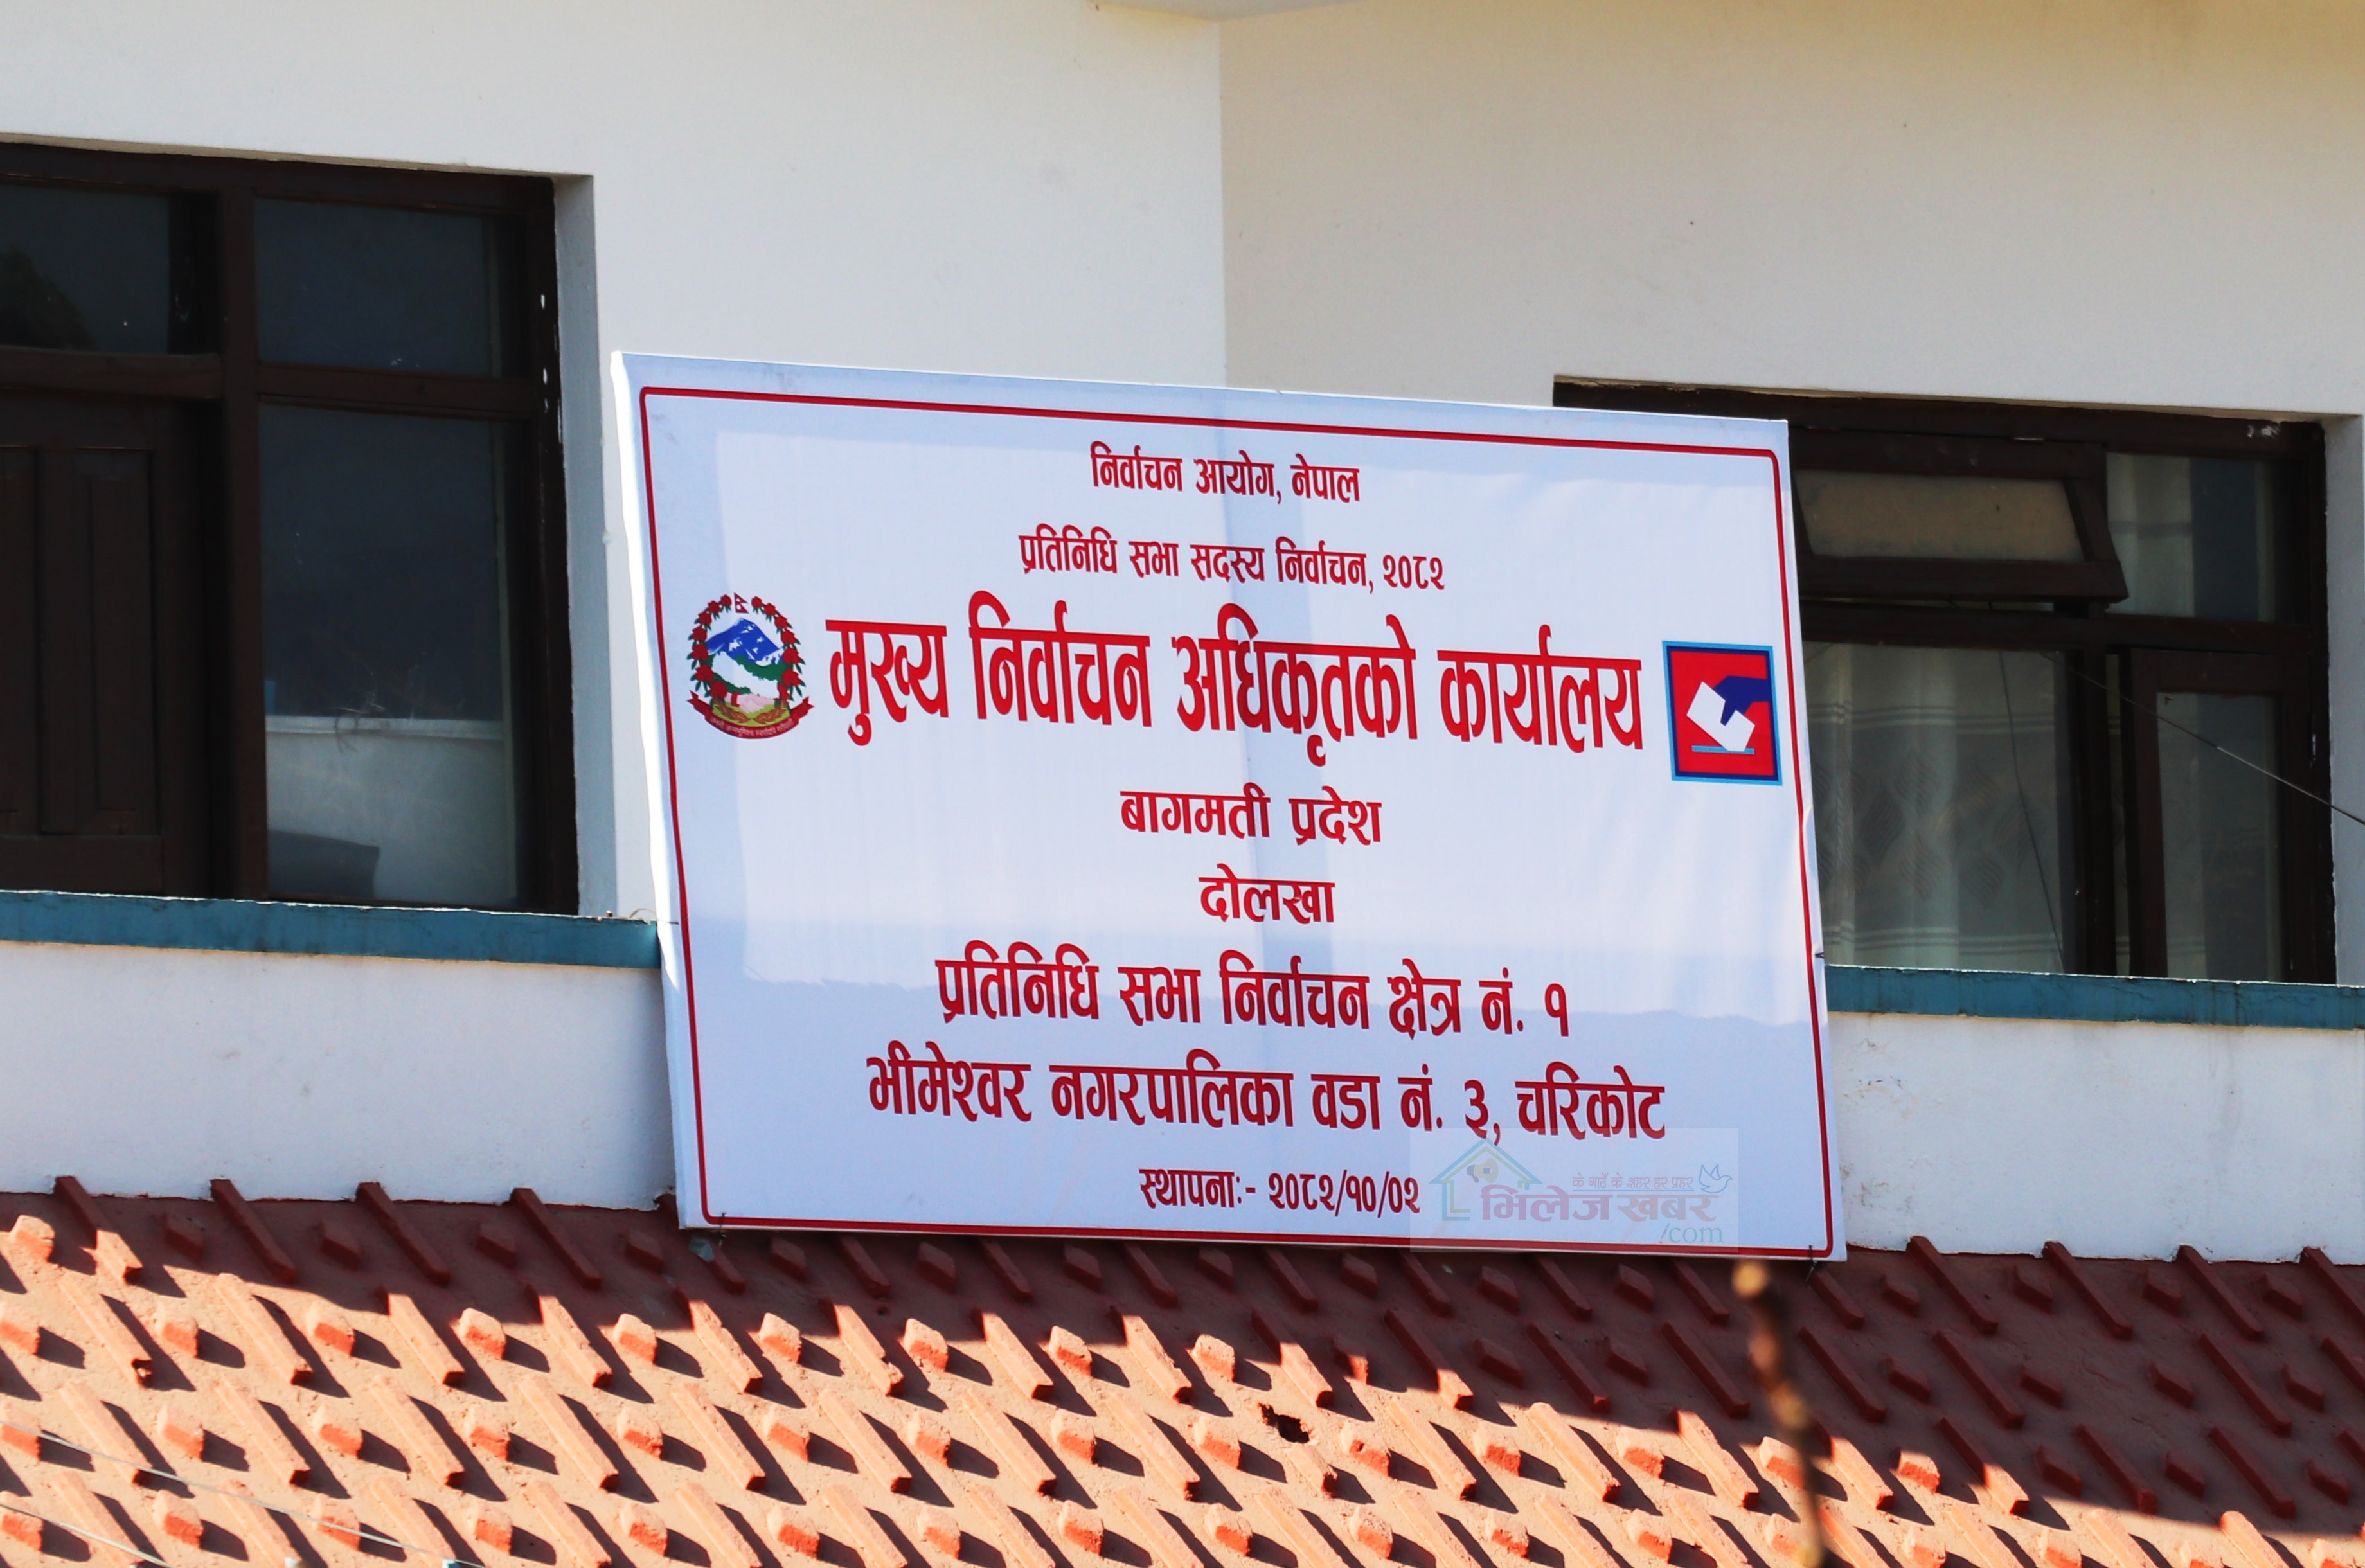 निर्वाचन आयोग, नेपाल
प्रतिनिधि सभा सदस्य निर्वाचन, २०८२
मुख्य निर्वाचन अधिकृतको कार्यालय
बागमती प्रदेश
दोलखा
प्रतिनिधि सभा निर्वाचन क्षेत्र नं. १
भीमेश्वर नगरपालिका वडा नं. ३, चरिकोट
स्थापनाः- २०८२/१०/०२
के गाउँ के शहर हर प्रहर
भिलेज खबर
.com